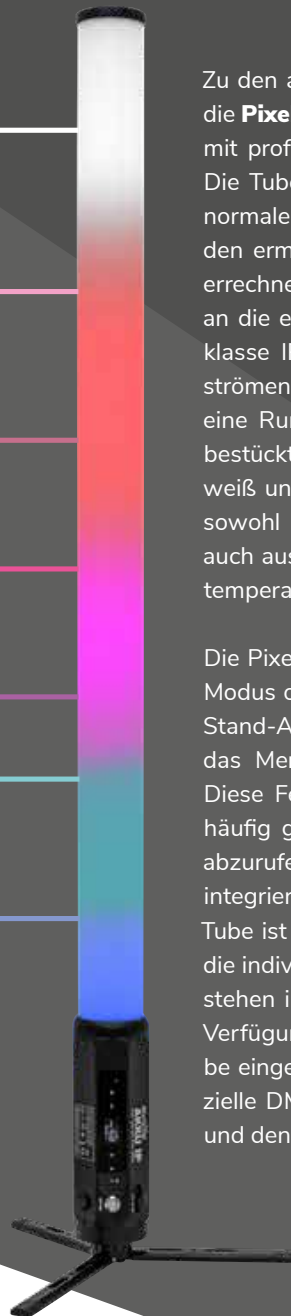 Zu den a
die Pixe
mit prof
Die Tube
normale
den erm
errechne
an die e
klasse I
strömen
eine Ru
bestückt
weiß un
sowohl
auch aus
tempera
Die Pixe
Modus d
Stand-A
das Me
Diese Fe
häufig g
abzurufe
integrier
Tube ist
die indiv
stehen i
Verfügun
be einge
zielle DM
und den